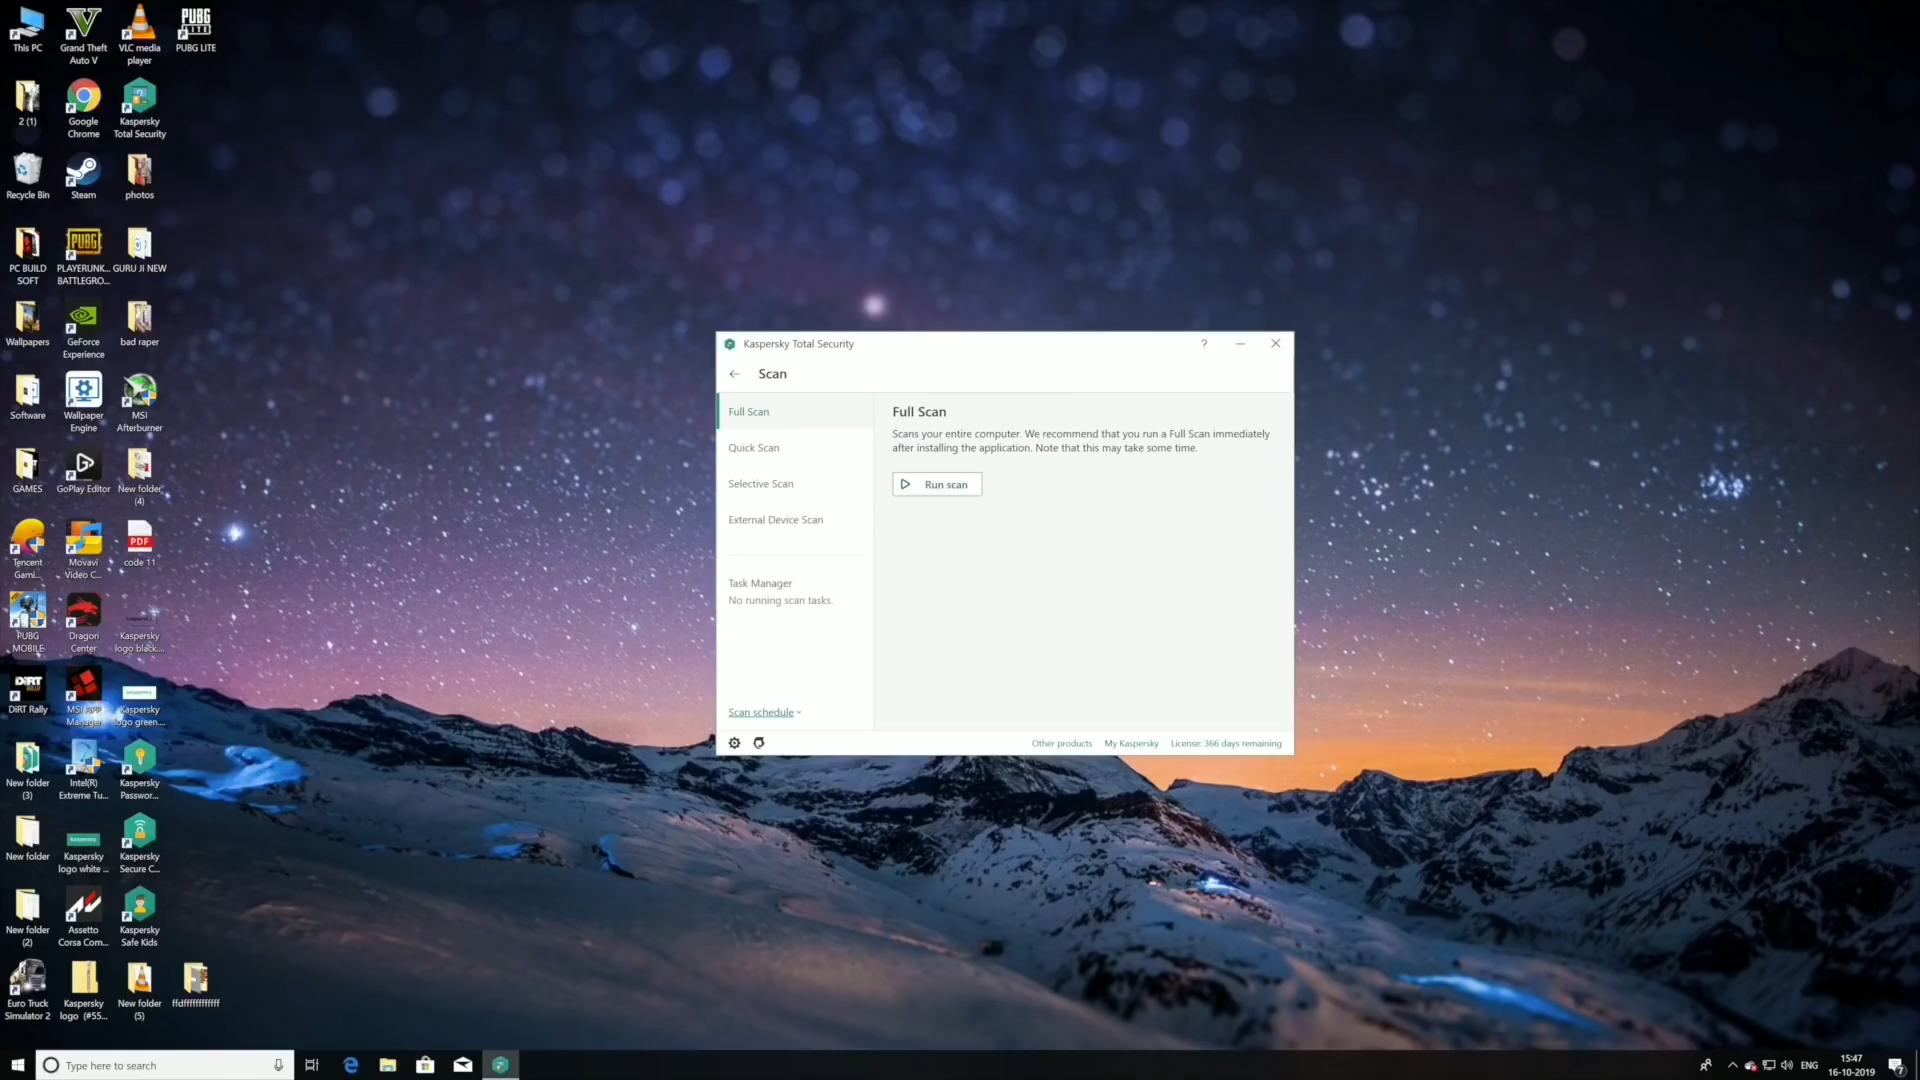 This PC
Grand Theft
Auto V
VLC media
player
PUBG LITE
2 (1)
Google
Chrome
Kaspersky
Total Security
Recycle Bin
Steam
photos
PC BUILD
SOFT
PLAYERUNK...
BATTLEGRO...
GURU JI NEW
Wallpapers
GeForce
Experience
bad raper
Software
Wallpaper
Engine
MSI
Afterburner
GAMES
GoPlay Editor
New folder
(4)
Tencent
Gami...
Movavi
Video C...
PDF
code 11
PUBG
MOBILE
Dragon
Center
Kaspersky
logo black....
DiRT Rally
MSI APP
Manager
Kaspersky
logo green....
New folder
(3)
Intel(R)
Extreme Tu...
Kaspersky
Passwor...
New folder
Kaspersky
logo white ...
Kaspersky
Secure C...
New folder
(2)
Assetto
Corsa Com...
Kaspersky
Safe Kids
Euro Truck
Simulator 2
Kaspersky
logo (#55...
New folder
(5)
ffdffffffffffff
Kaspersky Total Security
?
Scan
Full Scan
Quick Scan
Selective Scan
External Device Scan
Task Manager
No running scan tasks.
Scan schedule
Full Scan
Scans your entire computer. We recommend that you run a Full Scan immediately
after installing the application. Note that this may take some time.
Run scan
Other products
My Kaspersky
License: 366 days remaining
Type here to search
ENG
15:47
16-10-2019
7